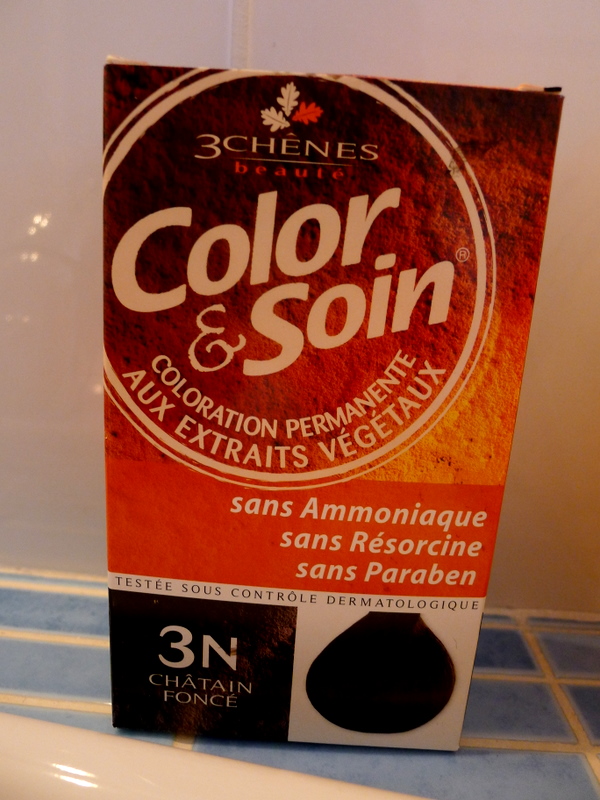 3CHÊNES
beauté
Color
& Soin®
COLORATION PERMANENTE
AUX EXTRAITS VÉGÉTAUX
sans Ammoniaque
sans Résorcine
sans Paraben
TESTÉE SOUS CONTRÔLE DERMATOLOGIQUE
3N
CHÂTAIN
FONCÉ